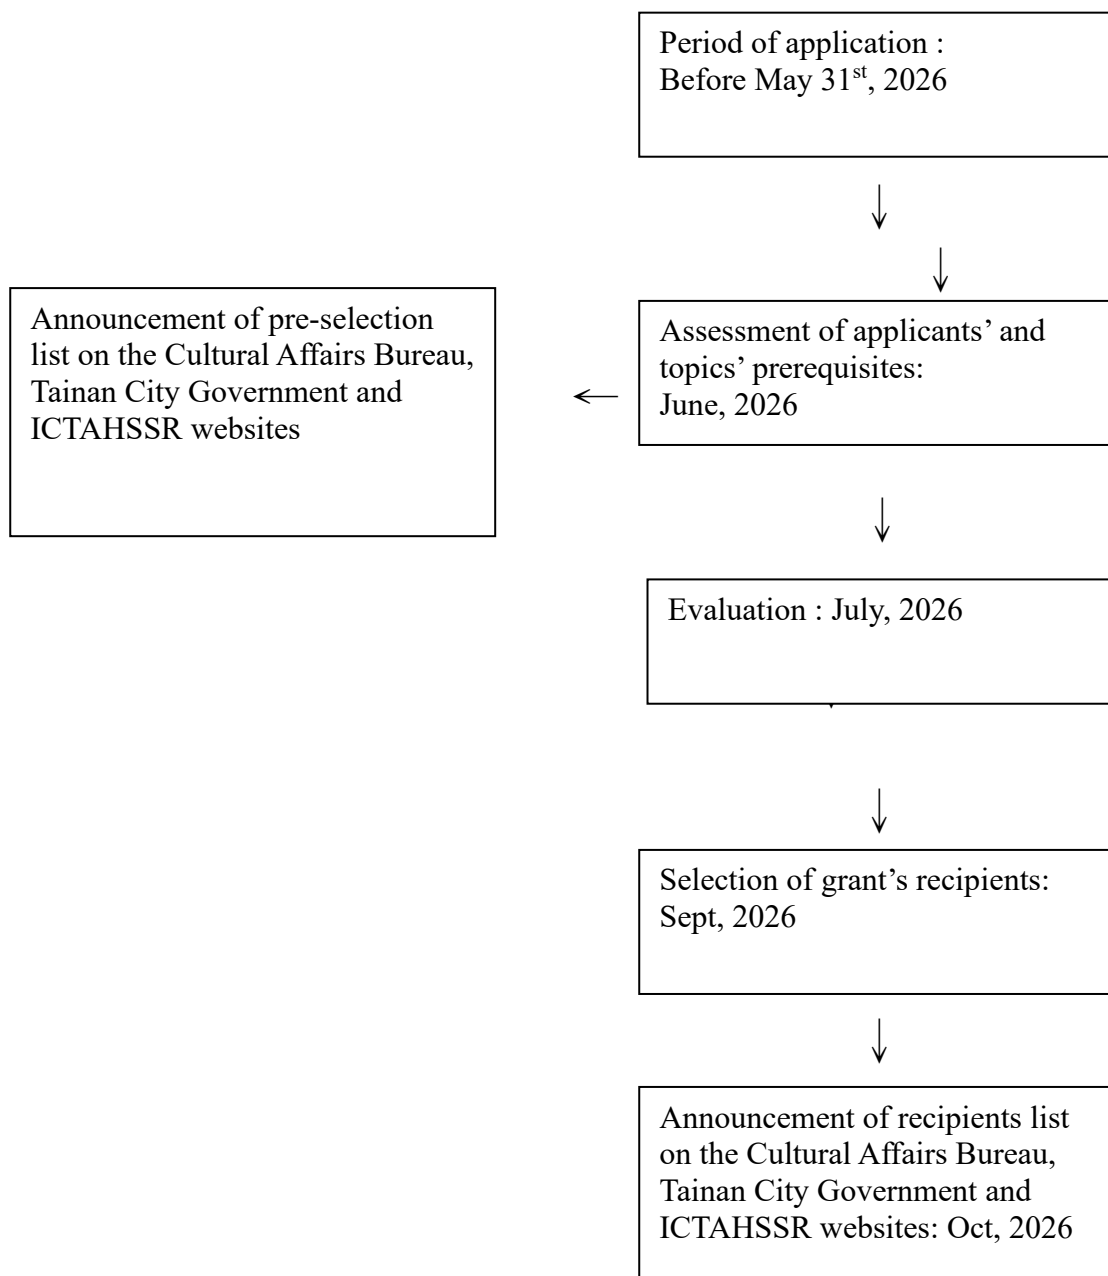 Period of application :
Before May 31st, 2026
Announcement of pre-selection
list on the Cultural Affairs Bureau,
Tainan City Government and
ICTAHSSR websites
Assessment of applicants’ and
topics’ prerequisites:
June, 2026
Evaluation : July, 2026
Selection of grant’s recipients:
Sept, 2026
Announcement of recipients list
on the Cultural Affairs Bureau,
Tainan City Government and
ICTAHSSR websites: Oct, 2026